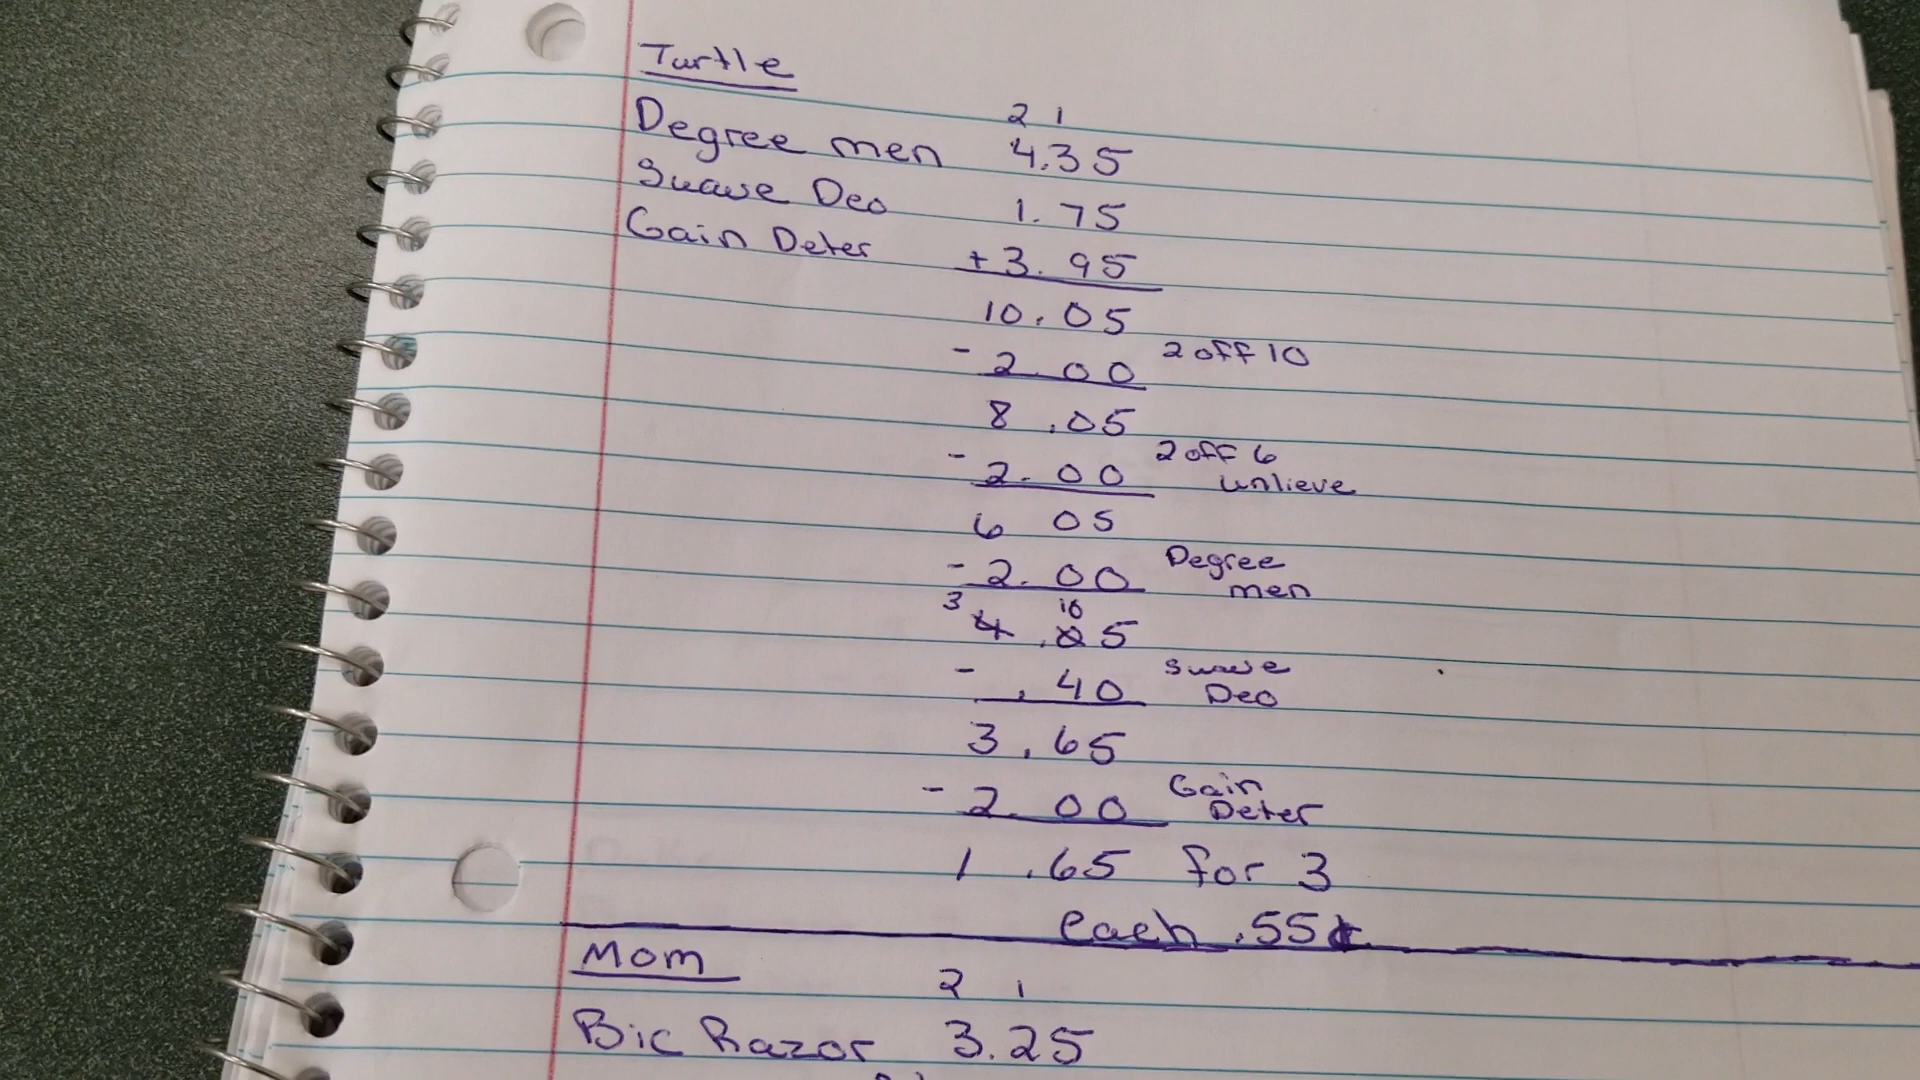 Turtle
2 1
Degree men 4.35
Suave Deo 1.75
Gain Deter +3.95
10.05
- 2.00 2 off 10
8.05
- 2.00 2 off 6
unlieve
6 05
- 2.00 Degree
men
3 10
4.05
- .40 Suave
Deo
3.65
- 2.00 Gain
Deter
1.65 for 3
each .55¢
Mom
2 1
Bic Razor 3.25